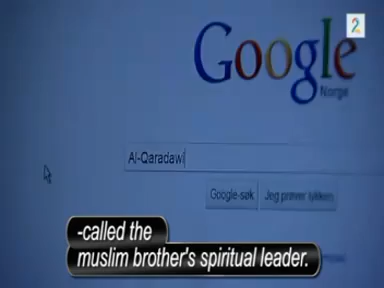 2
Google
Norge
Al-Qaradawi
Google-søk Jeg prøver lykken
-called the
muslim brother's spiritual leader.